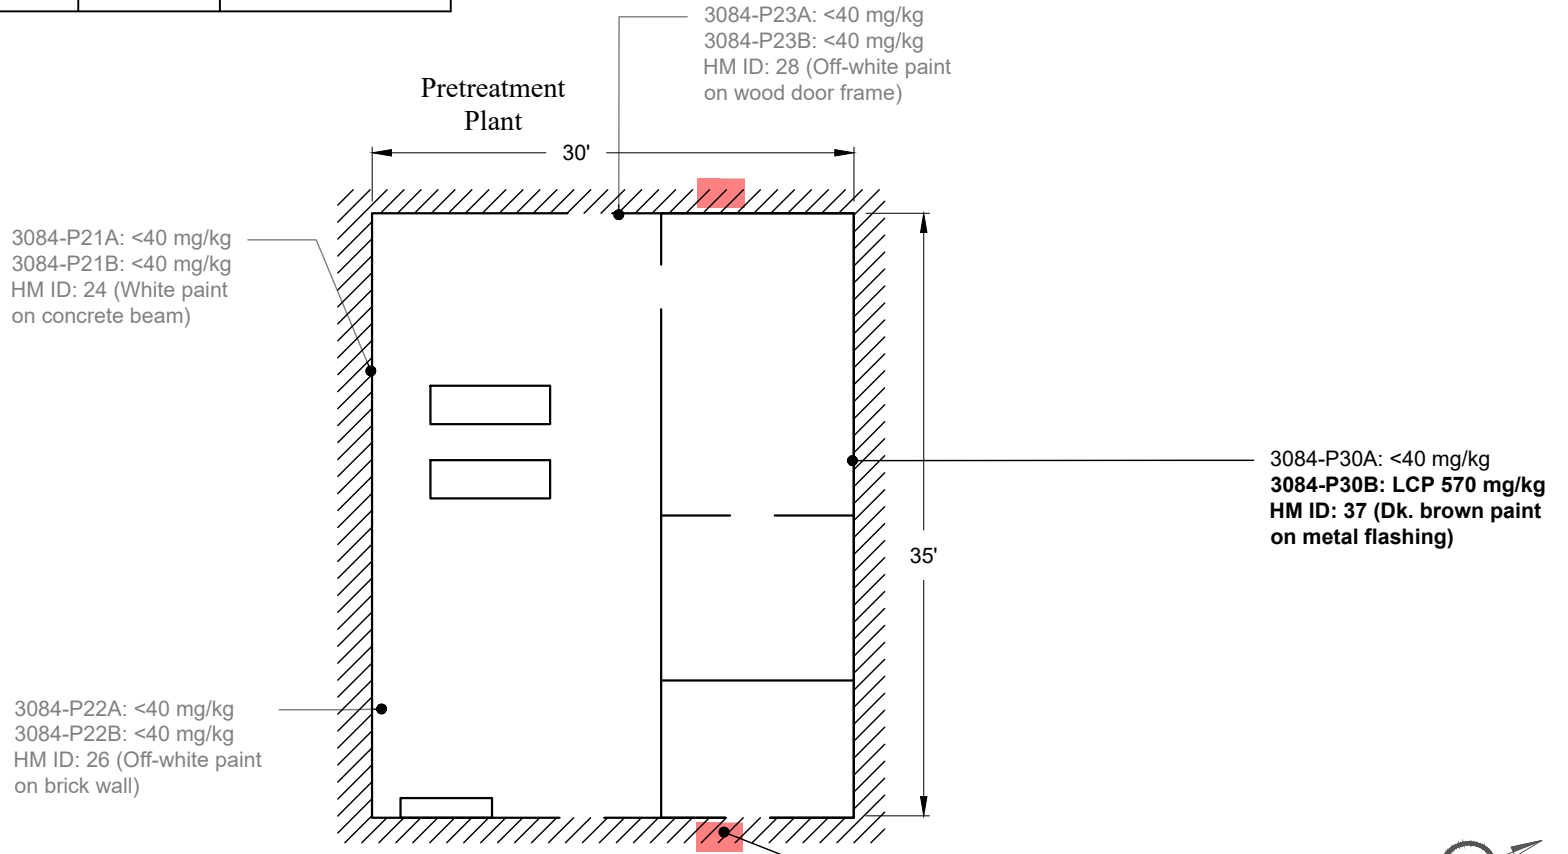 3084-P23A: <40 mg/kg
3084-P23B: <40 mg/kg
HM ID: 28 (Off-white paint
on wood door frame)
Pretreatment
Plant
30'
3084-P21A: <40 mg/kg
3084-P21B: <40 mg/kg
HM ID: 24 (White paint
on concrete beam)
3084-P30A: <40 mg/kg
3084-P30B: LCP 570 mg/kg
HM ID: 37 (Dk. brown paint
on metal flashing)
35'
3084-P22A: <40 mg/kg
3084-P22B: <40 mg/kg
HM ID: 26 (Off-white paint
on brick wall)